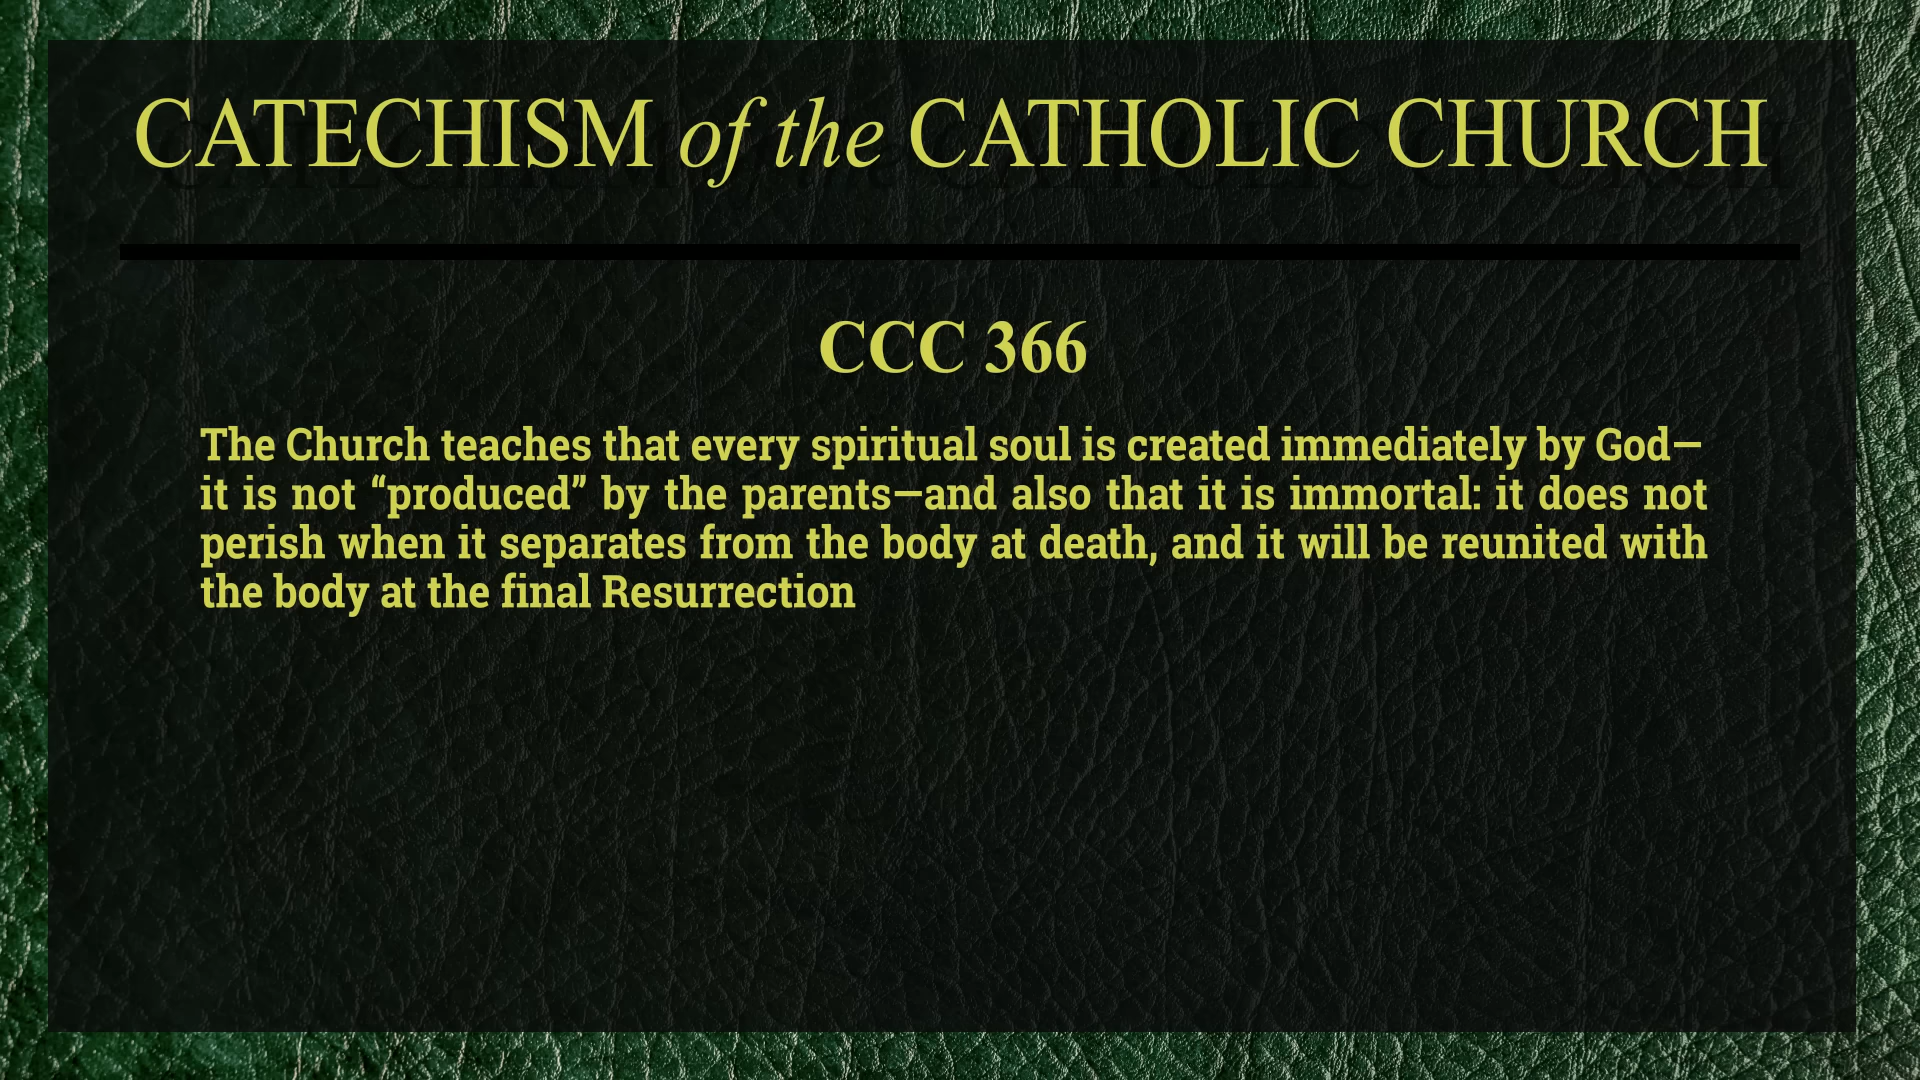 CATECHISM of the CATHOLIC CHURCH
CCC 366
The Church teaches that every spiritual soul is created immediately by God—
it is not “produced” by the parents—and also that it is immortal: it does not
perish when it separates from the body at death, and it will be reunited with
the body at the final Resurrection